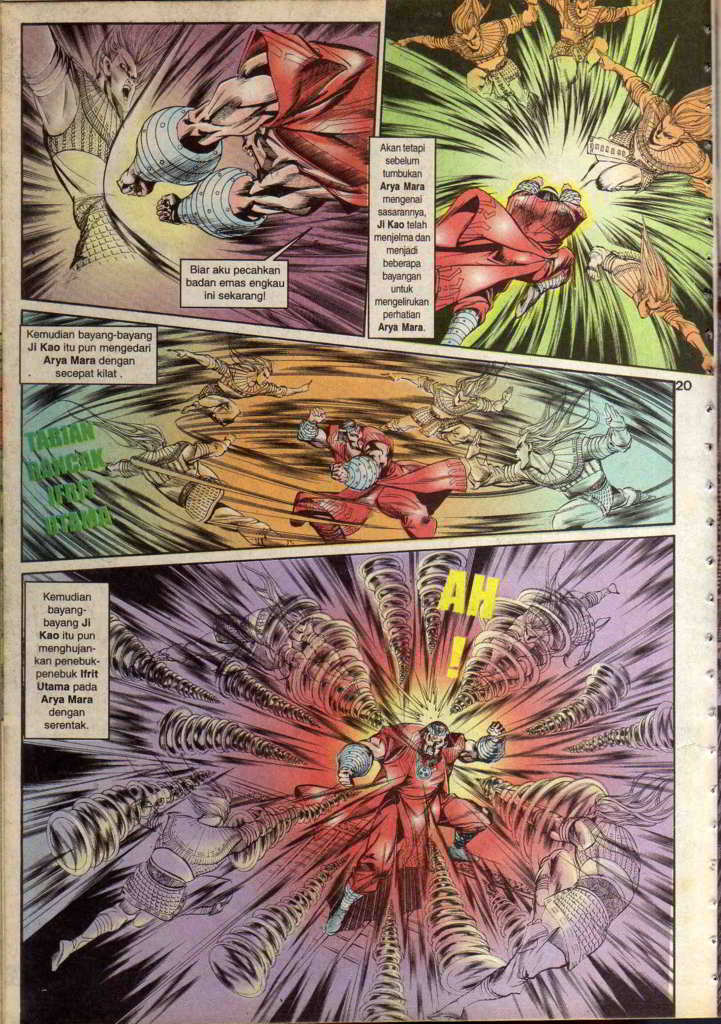 Biar aku pecahkan
badan emas engkau
ini sekarang!
Akan tetapi
sebelum
tumbukan
Arya Mara
mengenai
sasarannya,
Ji Kao telah
menjelma dan
menjadi
beberapa
bayangan
untuk
mengelirukan
perhatian
Arya Mara.
Kemudian bayang-bayang
Ji Kao itu pun mengedari
Arya Mara dengan
secepat kilat .
20
TARIAN
RANCAK
IFRIT
UTAMA
Kemudian
bayang-
bayang Ji
Kao itu pun
menghujan-
kan penebuk-
penebuk Ifrit
Utama pada
Arya Mara
dengan
serentak.
AH
!